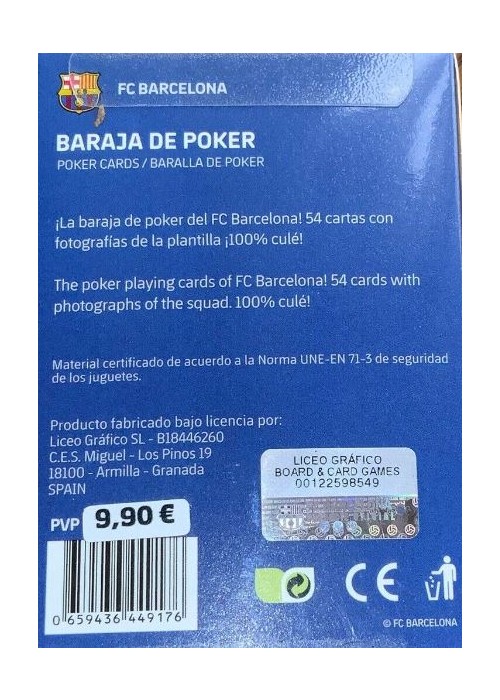 FC BARCELONA
BARAJA DE POKER
POKER CARDS / BARALLA DE POKER
¡La baraja de poker del FC Barcelona! 54 cartas con
fotografías de la plantilla ¡100% culé!
The poker playing cards of FC Barcelona! 54 cards with
photographs of the squad. 100% culé!
Material certificado de acuerdo a la Norma UNE-EN 71-3 de seguridad
de los juguetes.
Producto fabricado bajo licencia por:
Liceo Gráfico SL - B18446260
C.E.S. Miguel - Los Pinos 19
18100 - Armilla - Granada
SPAIN
LICEO GRÁFICO
BOARD & CARD GAMES
00122598549
PVP 9,90 €
0 659436 449176
CE
© FC BARCELONA